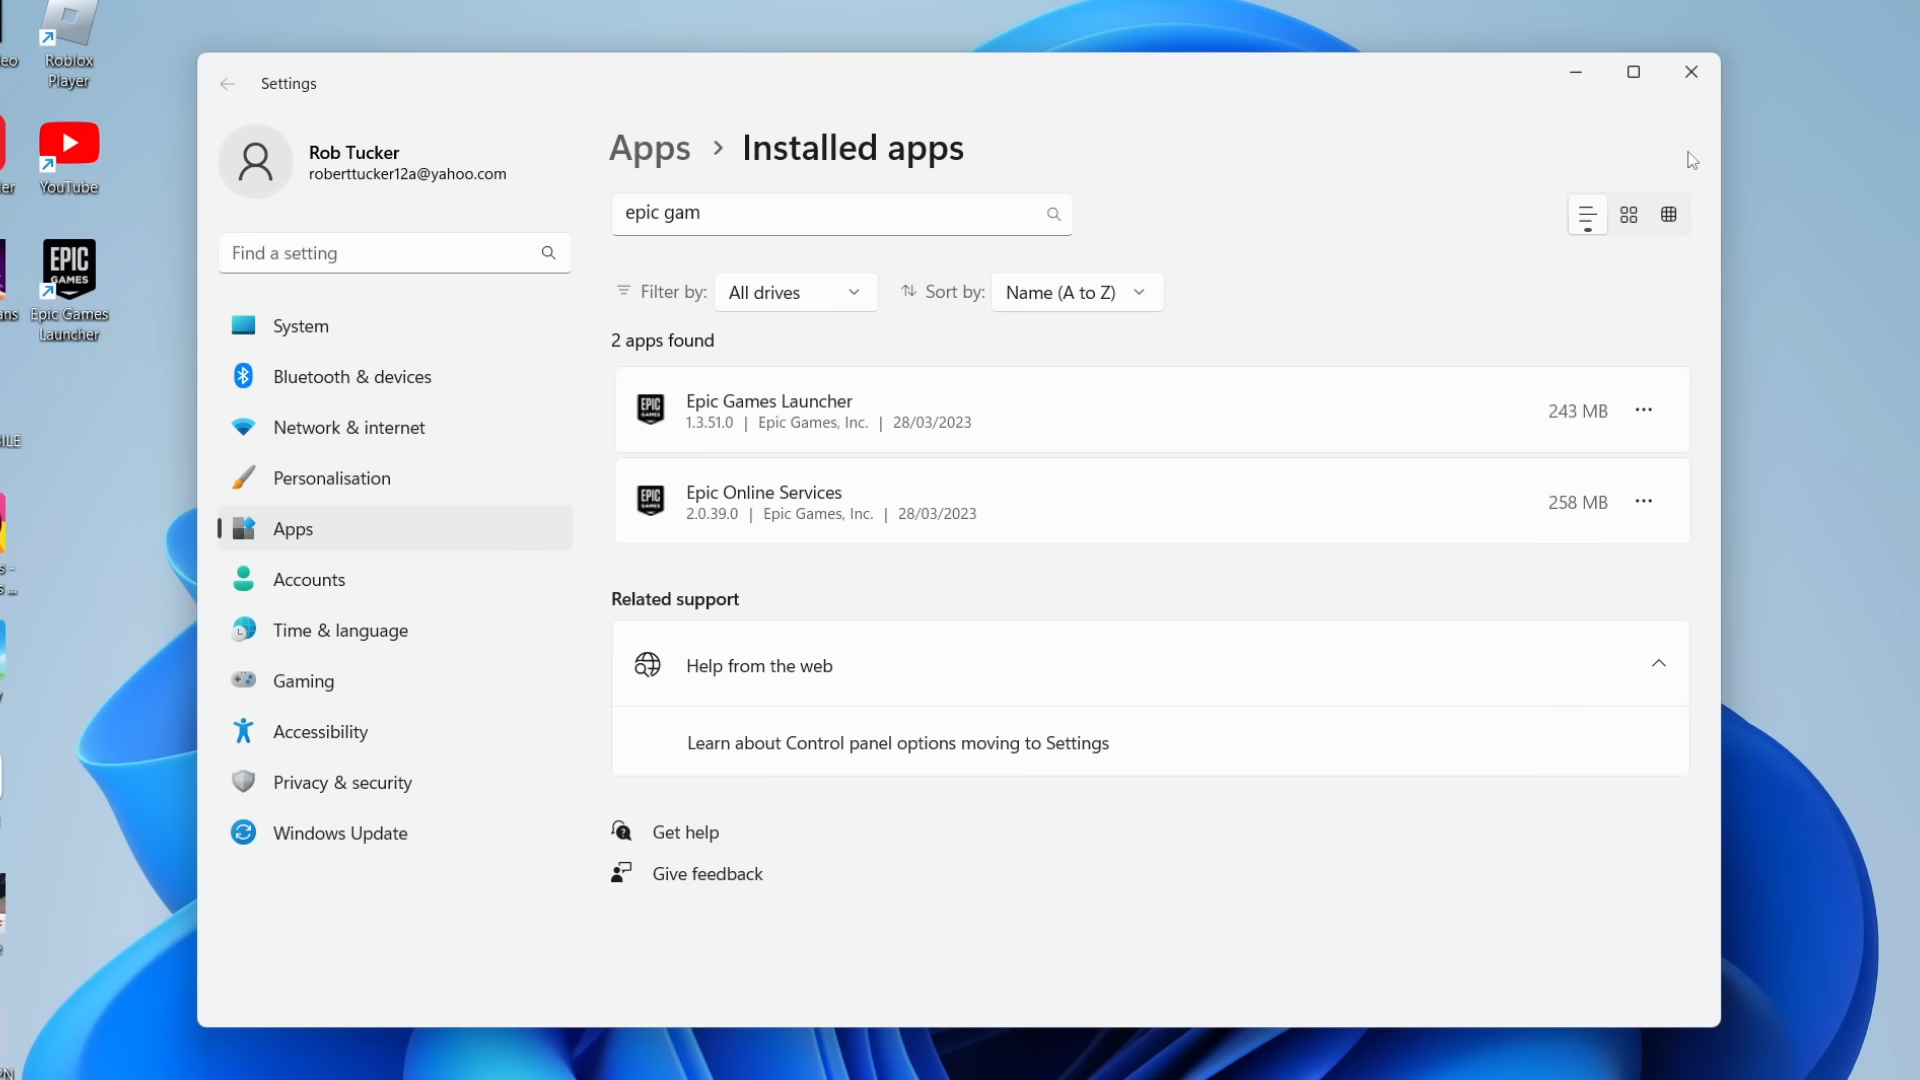 Roblox
Player
YouTube
EPIC
GAMES
Epic Games
Launcher
Settings
Rob Tucker
roberttucker12a@yahoo.com
Find a setting
System
Bluetooth & devices
Network & internet
Personalisation
Apps
Accounts
Time & language
Gaming
Accessibility
Privacy & security
Windows Update
Apps > Installed apps
epic gam
Filter by: All drives
Sort by: Name (A to Z)
2 apps found
EPIC
GAMES
Epic Games Launcher
1.3.51.0 | Epic Games, Inc. | 28/03/2023
243 MB
EPIC
GAMES
Epic Online Services
2.0.39.0 | Epic Games, Inc. | 28/03/2023
258 MB
Related support
Help from the web
Learn about Control panel options moving to Settings
Get help
Give feedback